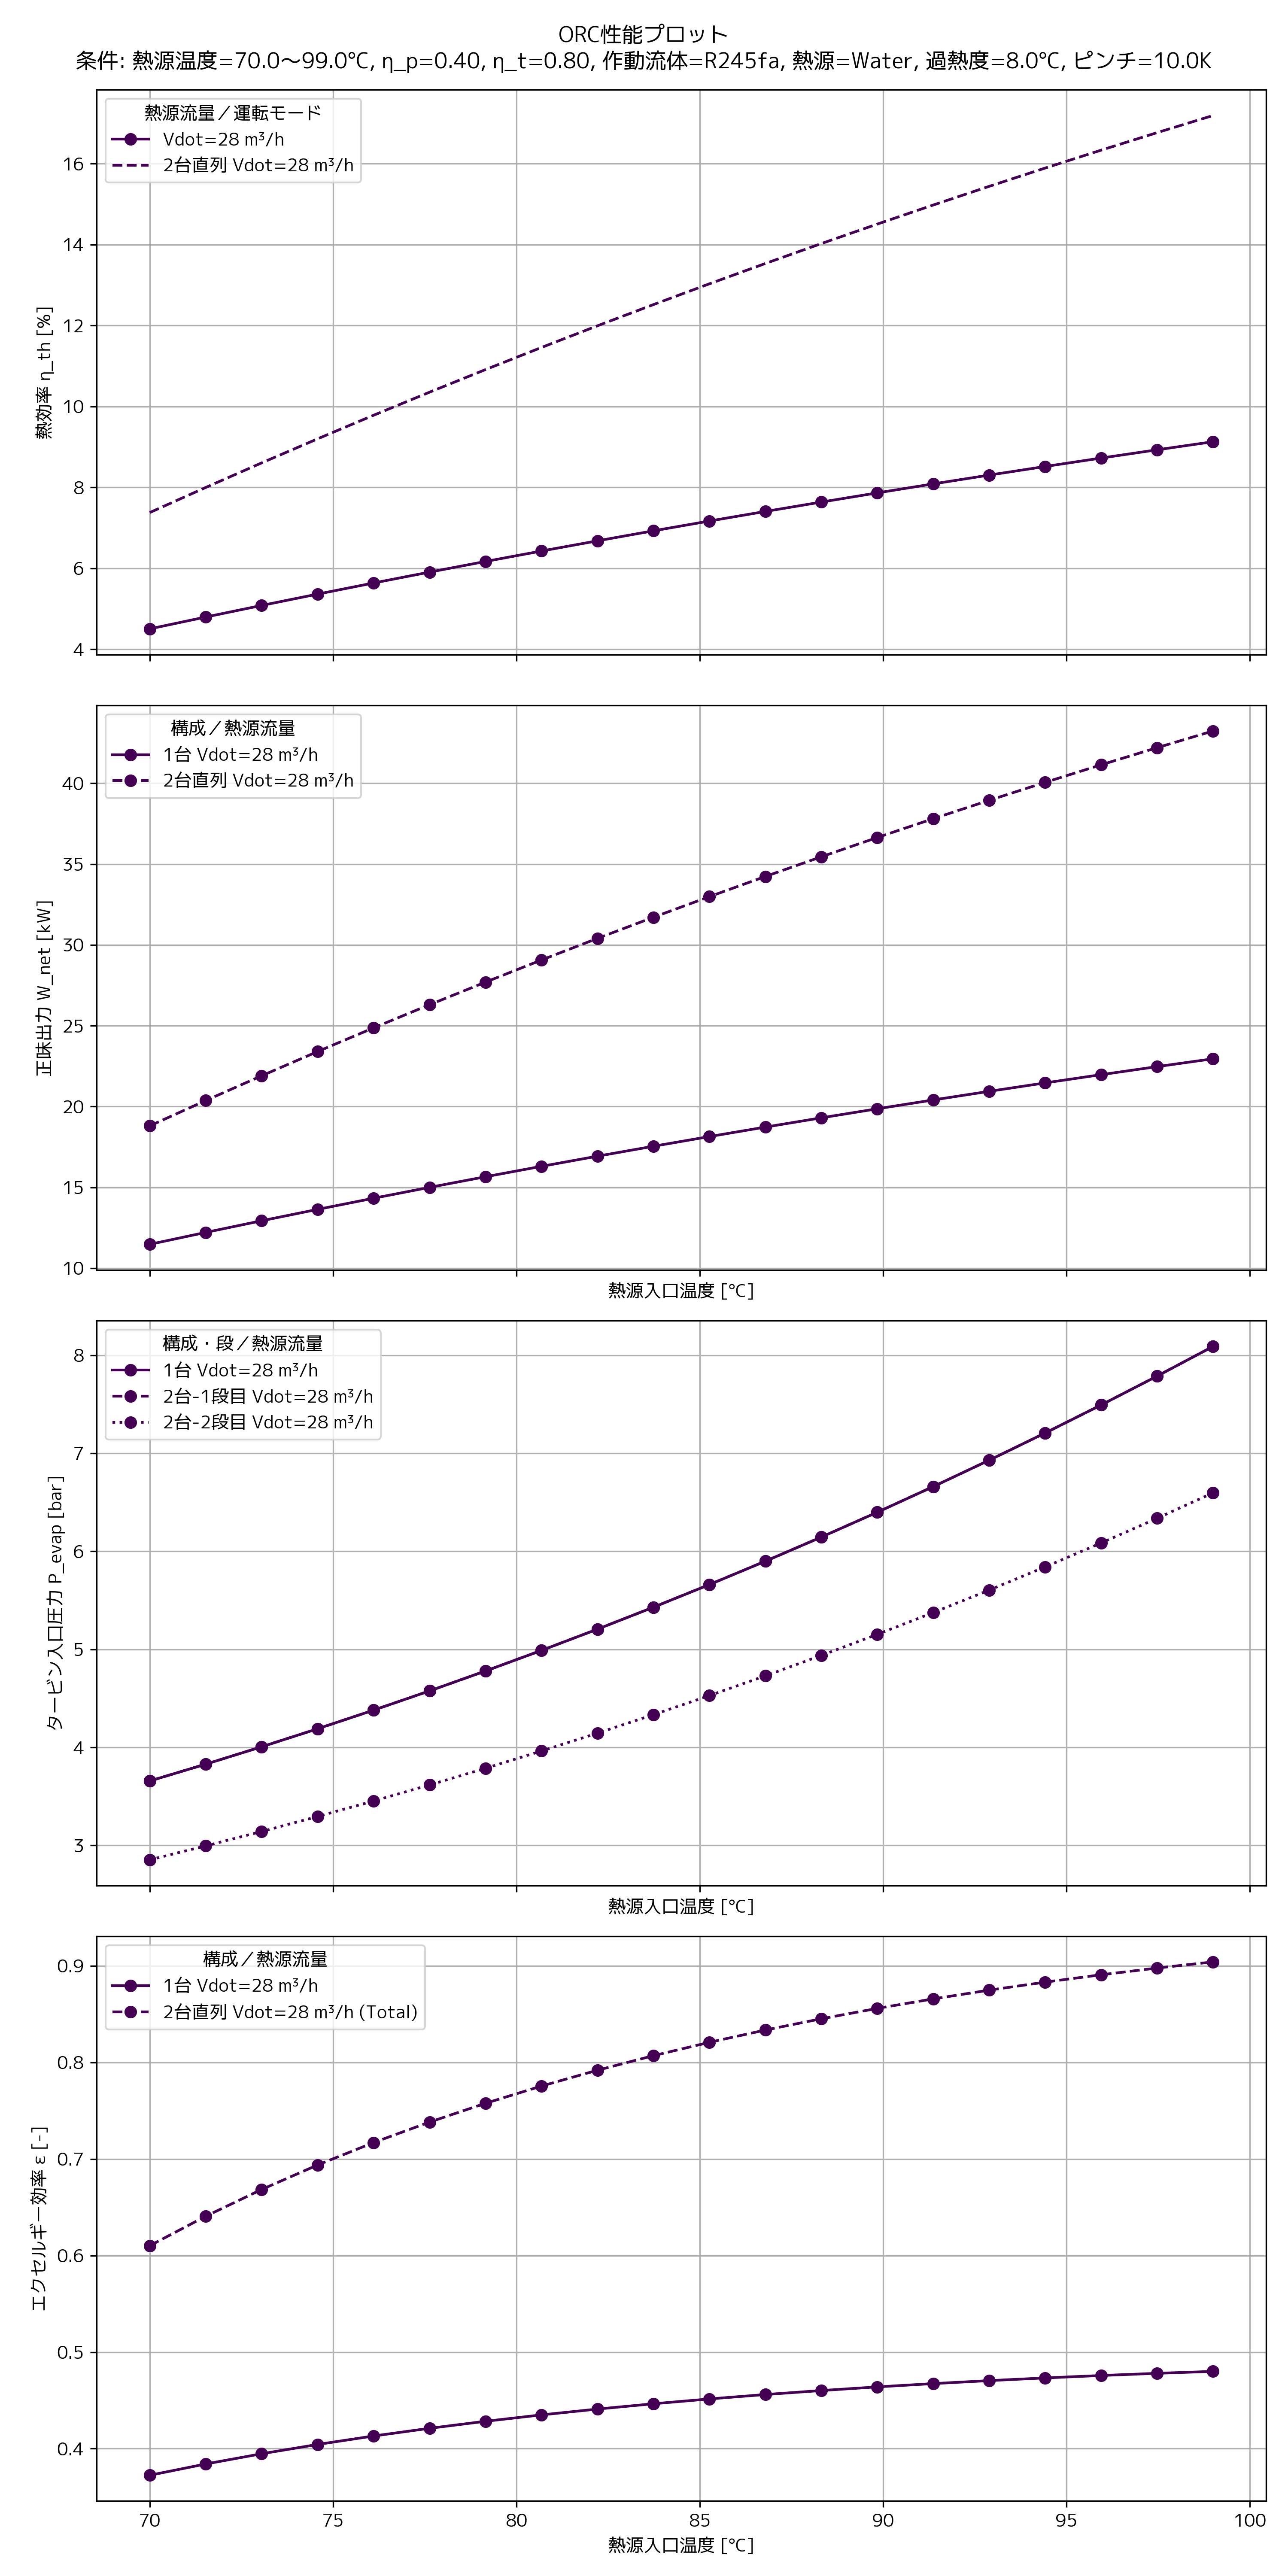 ORC性能プロット
条件: 熱源温度=70.0〜99.0°C, η_p=0.40, η_t=0.80, 作動流体=R245fa, 熱源=Water, 過熱度=8.0°C, ピンチ=10.0K
熱源流量／運転モード
Vdot=28 m³/h
2台直列 Vdot=28 m³/h
熱効率 η_th [%]
16
14
12
10
8
6
4
構成／熱源流量
1台 Vdot=28 m³/h
2台直列 Vdot=28 m³/h
正味出力 W_net [kW]
40
35
30
25
20
15
10
熱源入口温度 [°C]
構成・段／熱源流量
1台 Vdot=28 m³/h
2台-1段目 Vdot=28 m³/h
2台-2段目 Vdot=28 m³/h
タービン入口圧力 P_evap [bar]
8
7
6
5
4
3
熱源入口温度 [°C]
構成／熱源流量
1台 Vdot=28 m³/h
2台直列 Vdot=28 m³/h (Total)
エクセルギー効率 ε [-]
0.9
0.8
0.7
0.6
0.5
0.4
70 75 80 85 90 95 100
熱源入口温度 [°C]